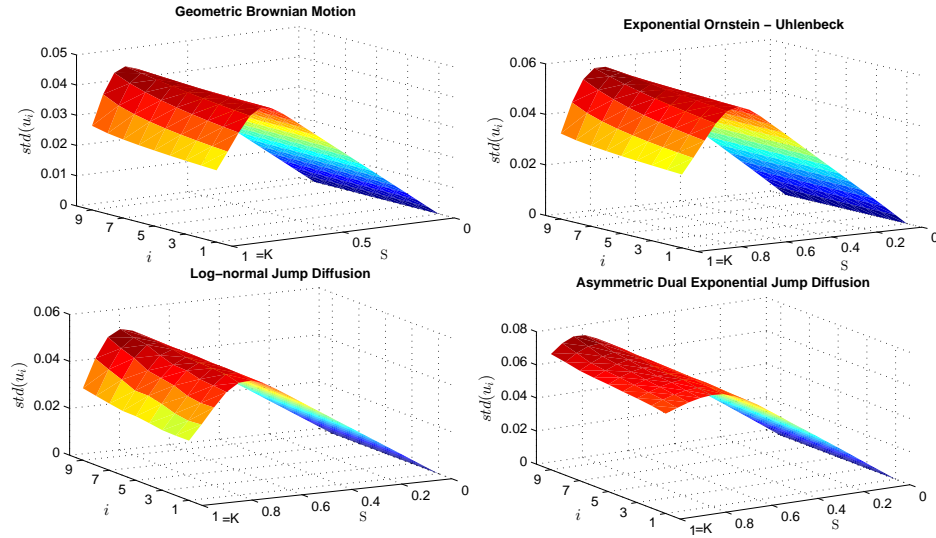 Geometric Brownian Motion
0.05
0.04
0.03
0.02
0.01
0
std(u_i)
9
7
5
3
1
i
1 =K
0.5
0
S
Exponential Ornstein − Uhlenbeck
0.06
0.04
0.02
0
std(u_i)
9
7
5
3
1
i
1=K
0.8
0.6
0.4
0.2
0
S
Log−normal Jump Diffusion
0.06
0.04
0.02
0
std(u_i)
9
7
5
3
1
i
1 =K
0.8
0.6
0.4
0.2
0
S
Asymmetric Dual Exponential Jump Diffusion
0.08
0.06
0.04
0.02
0
std(u_i)
9
7
5
3
1
i
1=K
0.8
0.6
0.4
0.2
0
S